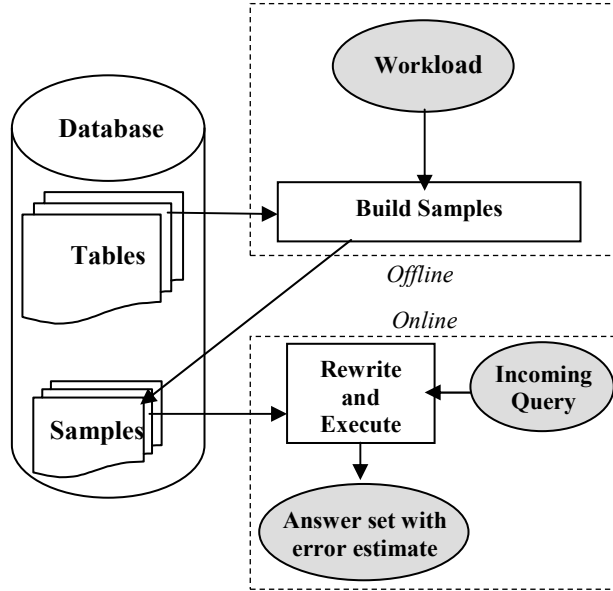 Workload
Database
Build Samples
Tables
Offline
Online
Rewrite
and
Execute
Incoming
Query
Samples
Answer set with
error estimate